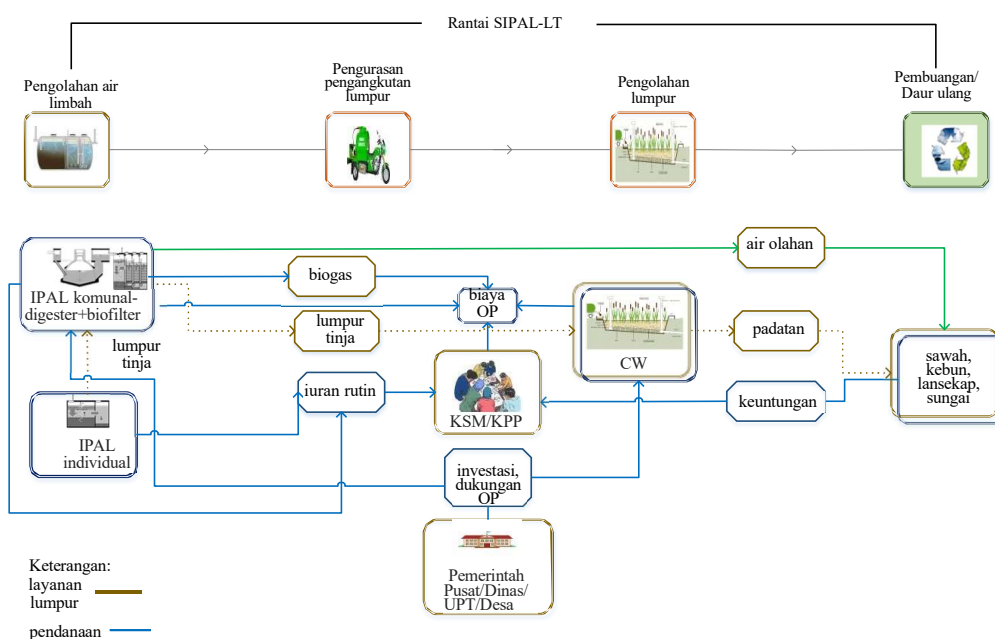 Rantai SIPAL-LT
Pengolahan air
limbah
Pengurasan
pengangkutan
lumpur
Pengolahan
lumpur
Pembuangan/
Daur ulang
air olahan
biogas
IPAL komunal-
digester+biofilter
biaya
OP
lumpur
tinja
lumpur
tinja
padatan
CW
sawah,
kebun,
lansekap,
sungai
iuran rutin
KSM/KPP
keuntungan
IPAL
individual
investasi,
dukungan
OP
Pemerintah
Pusat/Dinas/
UPT/Desa
Keterangan:
layanan
lumpur
pendanaan